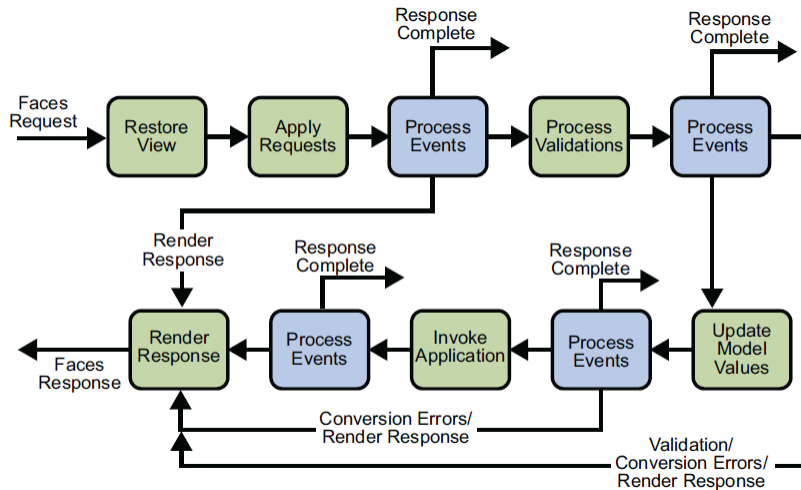 Response
Complete
Response
Complete
Faces
Request
Restore
View
Apply
Requests
Process
Events
Process
Validations
Process
Events
Render
Response
Response
Complete
Response
Complete
Render
Response
Process
Events
Invoke
Application
Process
Events
Update
Model
Values
Faces
Response
Conversion Errors/
Render Response
Validation/
Conversion Errors/
Render Response